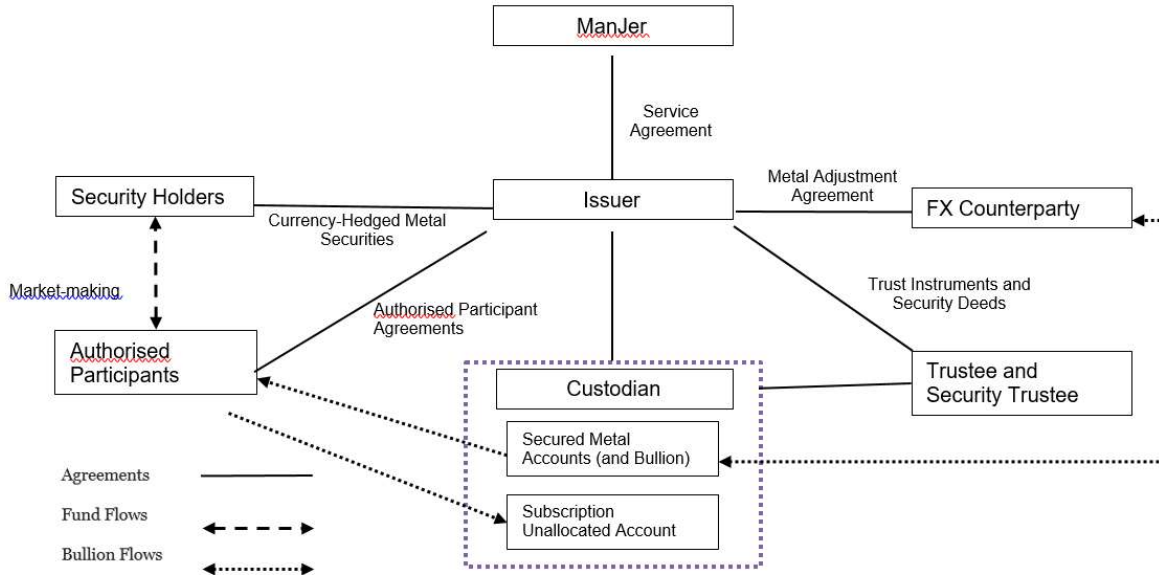 ManJer
Service
Agreement
Security Holders
Issuer
Metal Adjustment
Agreement
FX Counterparty
Currency-Hedged Metal
Securities
Market-making
Authorised Participant
Agreements
Trust Instruments and
Security Deeds
Authorised
Participants
Custodian
Trustee and
Security Trustee
Secured Metal
Accounts (and Bullion)
Subscription
Unallocated Account
Agreements
Fund Flows
Bullion Flows